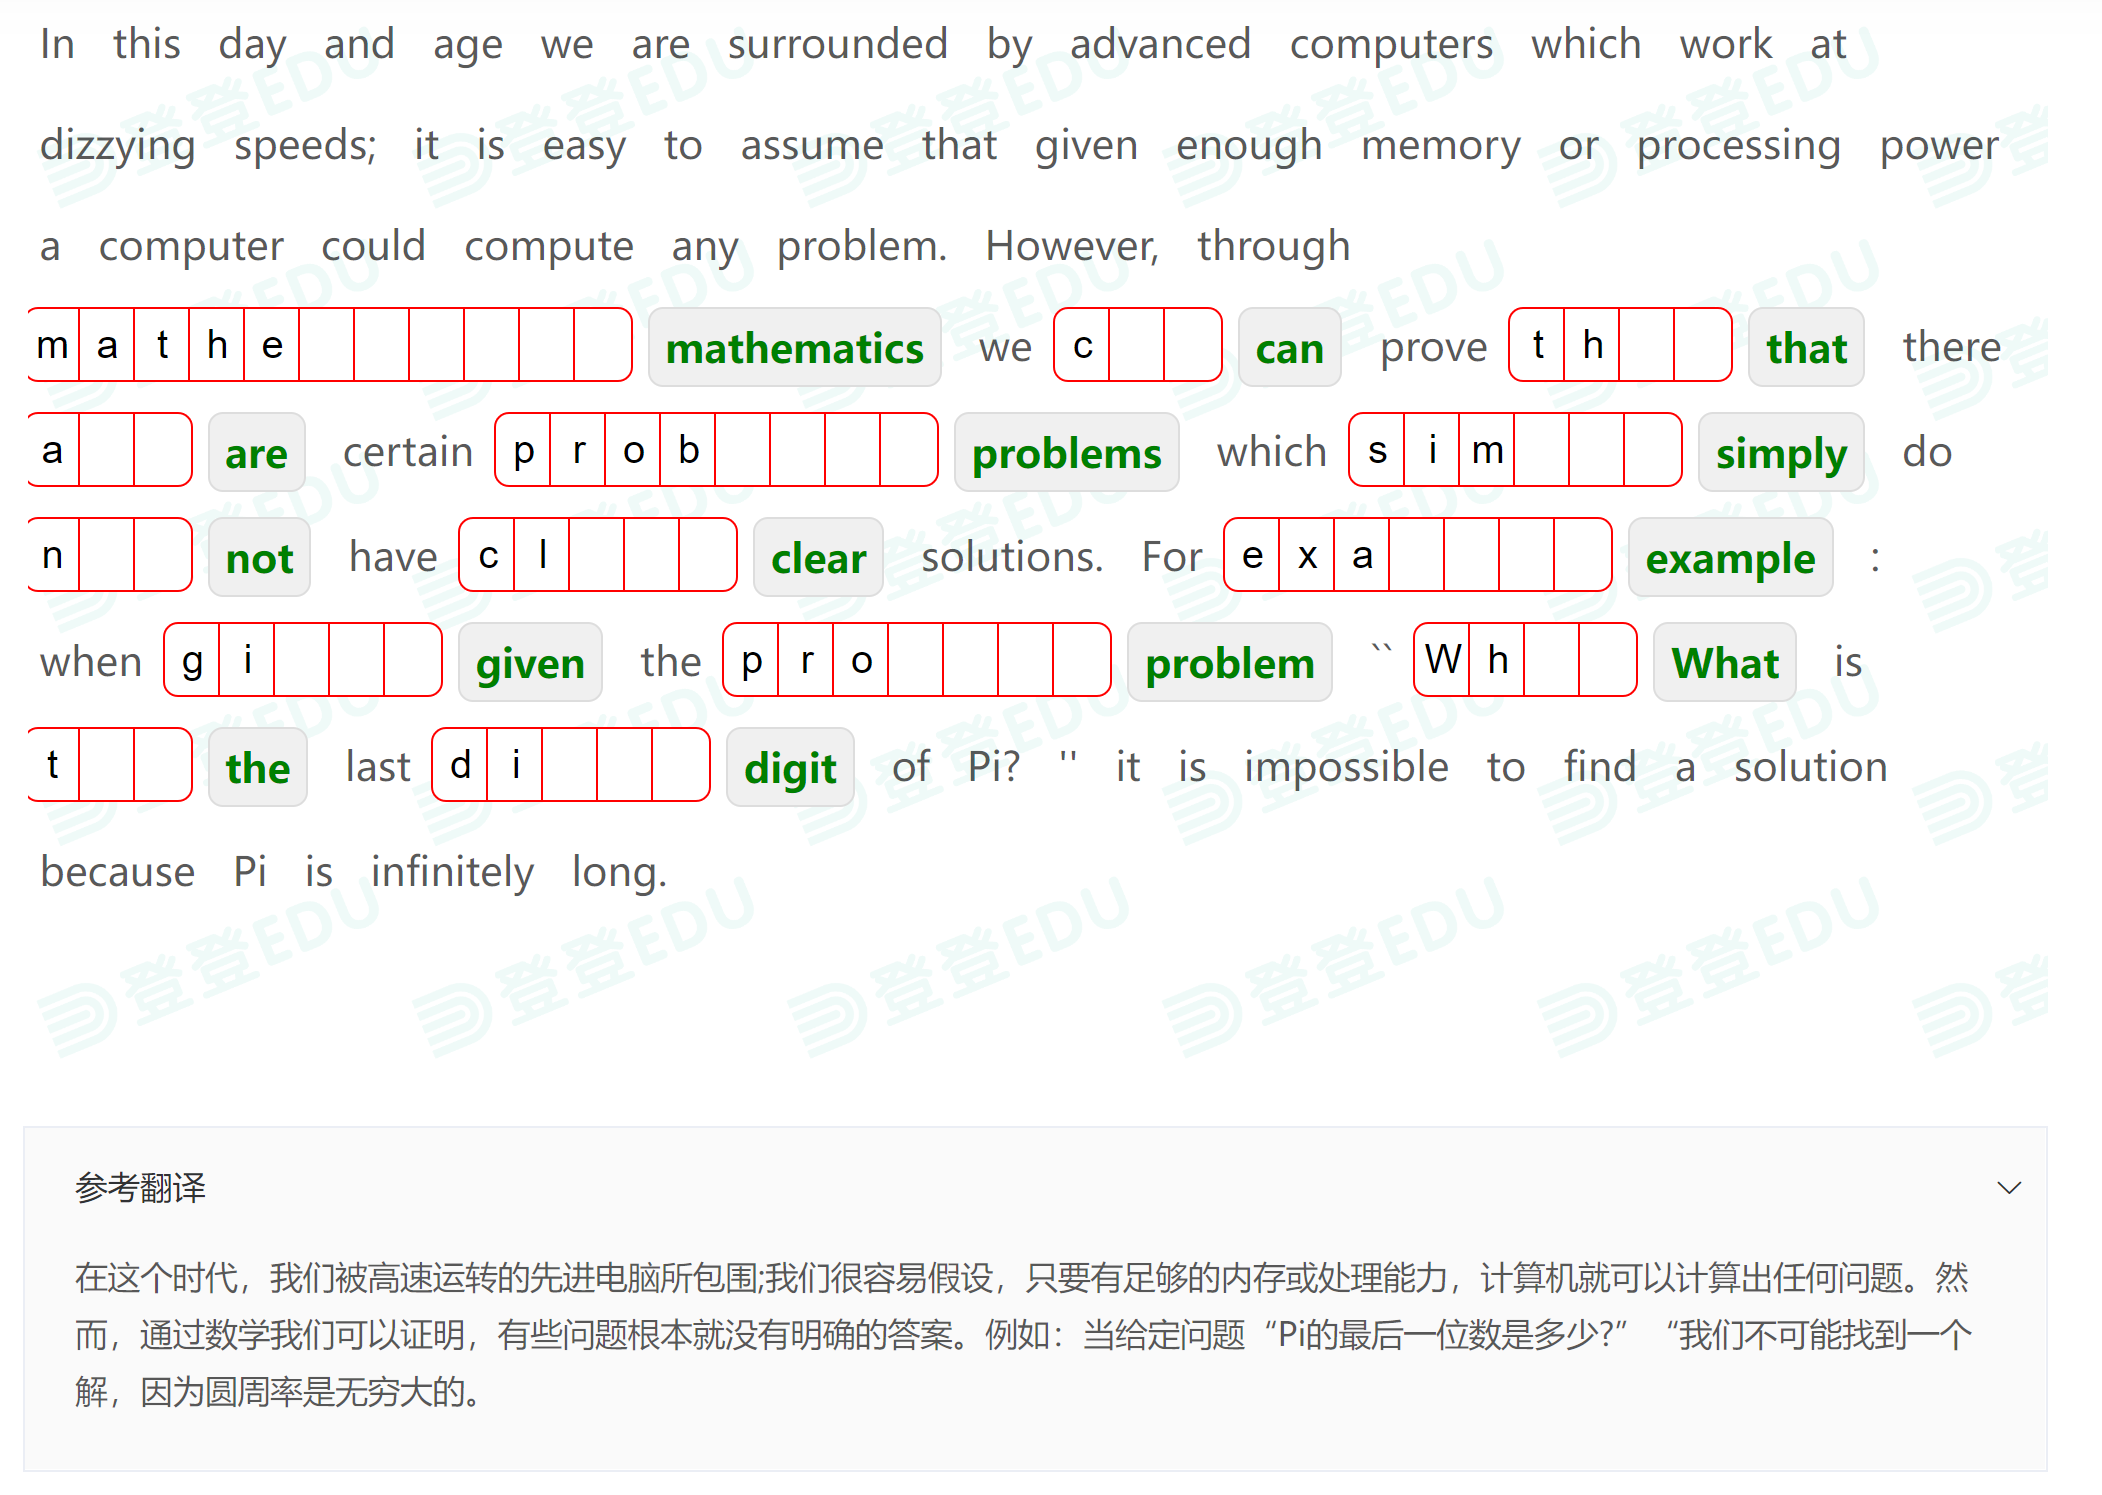 In this day and age we are surrounded by advanced computers which work at
dizzying speeds; it is easy to assume that given enough memory or processing power
a computer could compute any problem. However, through
m a t h e mathematics we c can prove t h that there
a are certain p r o b problems which s i m simply do
n not have c l clear solutions. For e x a example :
when g i given the p r o problem `` W h What is
t the last d i digit of Pi? '' it is impossible to find a solution
because Pi is infinitely long.
参考翻译
在这个时代，我们被高速运转的先进电脑所包围;我们很容易假设，只要有足够的内存或处理能力，计算机就可以计算出任何问题。然
而，通过数学我们可以证明，有些问题根本就没有明确的答案。例如：当给定问题“Pi的最后一位数是多少?”“我们不可能找到一个
解，因为圆周率是无穷大的。
登登EDU